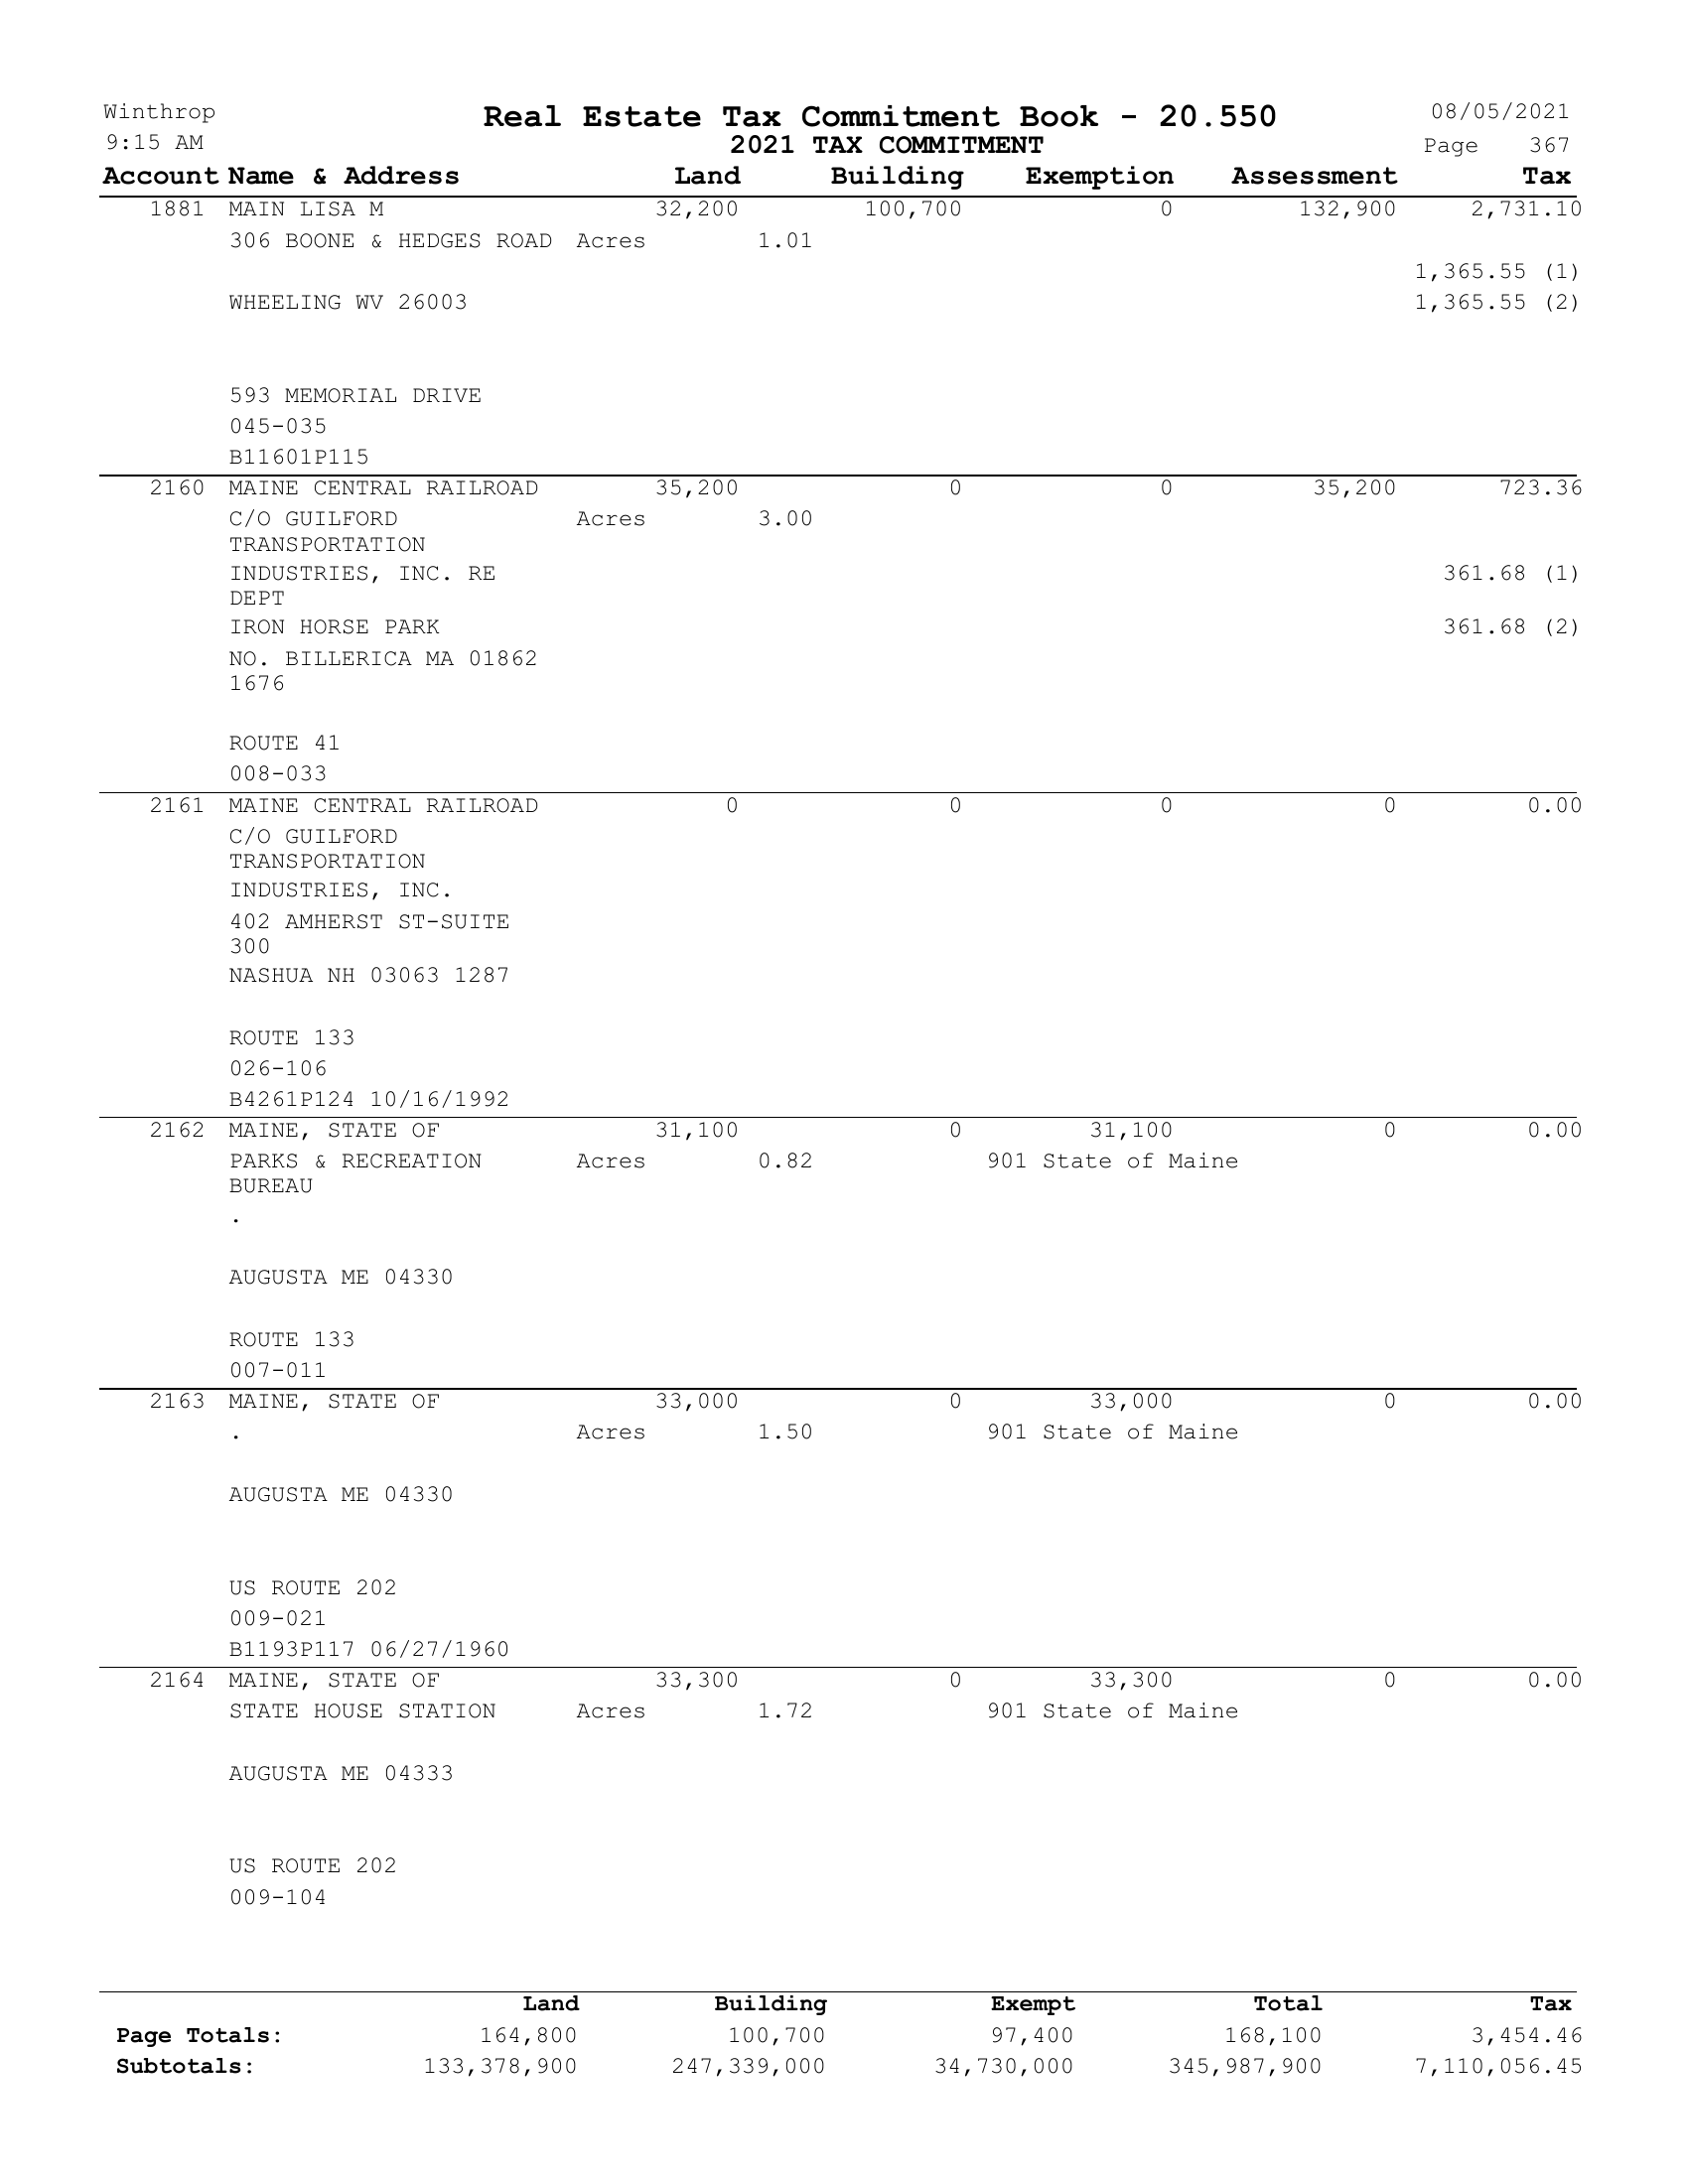 Winthrop Real Estate Tax Commitment Book - 20.550 08/05/2021
9:15 AM 2021 TAX COMMITMENT Page 367
Account Name & Address Land Building Exemption Assessment Tax
1881 MAIN LISA M 32,200 100,700 0 132,900 2,731.10
306 BOONE & HEDGES ROAD Acres 1.01
1,365.55 (1)
WHEELING WV 26003 1,365.55 (2)
593 MEMORIAL DRIVE
045-035
B11601P115
2160 MAINE CENTRAL RAILROAD 35,200 0 0 35,200 723.36
C/O GUILFORD Acres 3.00
TRANSPORTATION
INDUSTRIES, INC. RE 361.68 (1)
DEPT
IRON HORSE PARK 361.68 (2)
NO. BILLERICA MA 01862
1676
ROUTE 41
008-033
2161 MAINE CENTRAL RAILROAD 0 0 0 0 0.00
C/O GUILFORD
TRANSPORTATION
INDUSTRIES, INC.
402 AMHERST ST-SUITE
300
NASHUA NH 03063 1287
ROUTE 133
026-106
B4261P124 10/16/1992
2162 MAINE, STATE OF 31,100 0 31,100 0 0.00
PARKS & RECREATION Acres 0.82 901 State of Maine
BUREAU
.
AUGUSTA ME 04330
ROUTE 133
007-011
2163 MAINE, STATE OF 33,000 0 33,000 0 0.00
. Acres 1.50 901 State of Maine
AUGUSTA ME 04330
US ROUTE 202
009-021
B1193P117 06/27/1960
2164 MAINE, STATE OF 33,300 0 33,300 0 0.00
STATE HOUSE STATION Acres 1.72 901 State of Maine
AUGUSTA ME 04333
US ROUTE 202
009-104
Land Building Exempt Total Tax
Page Totals: 164,800 100,700 97,400 168,100 3,454.46
Subtotals: 133,378,900 247,339,000 34,730,000 345,987,900 7,110,056.45